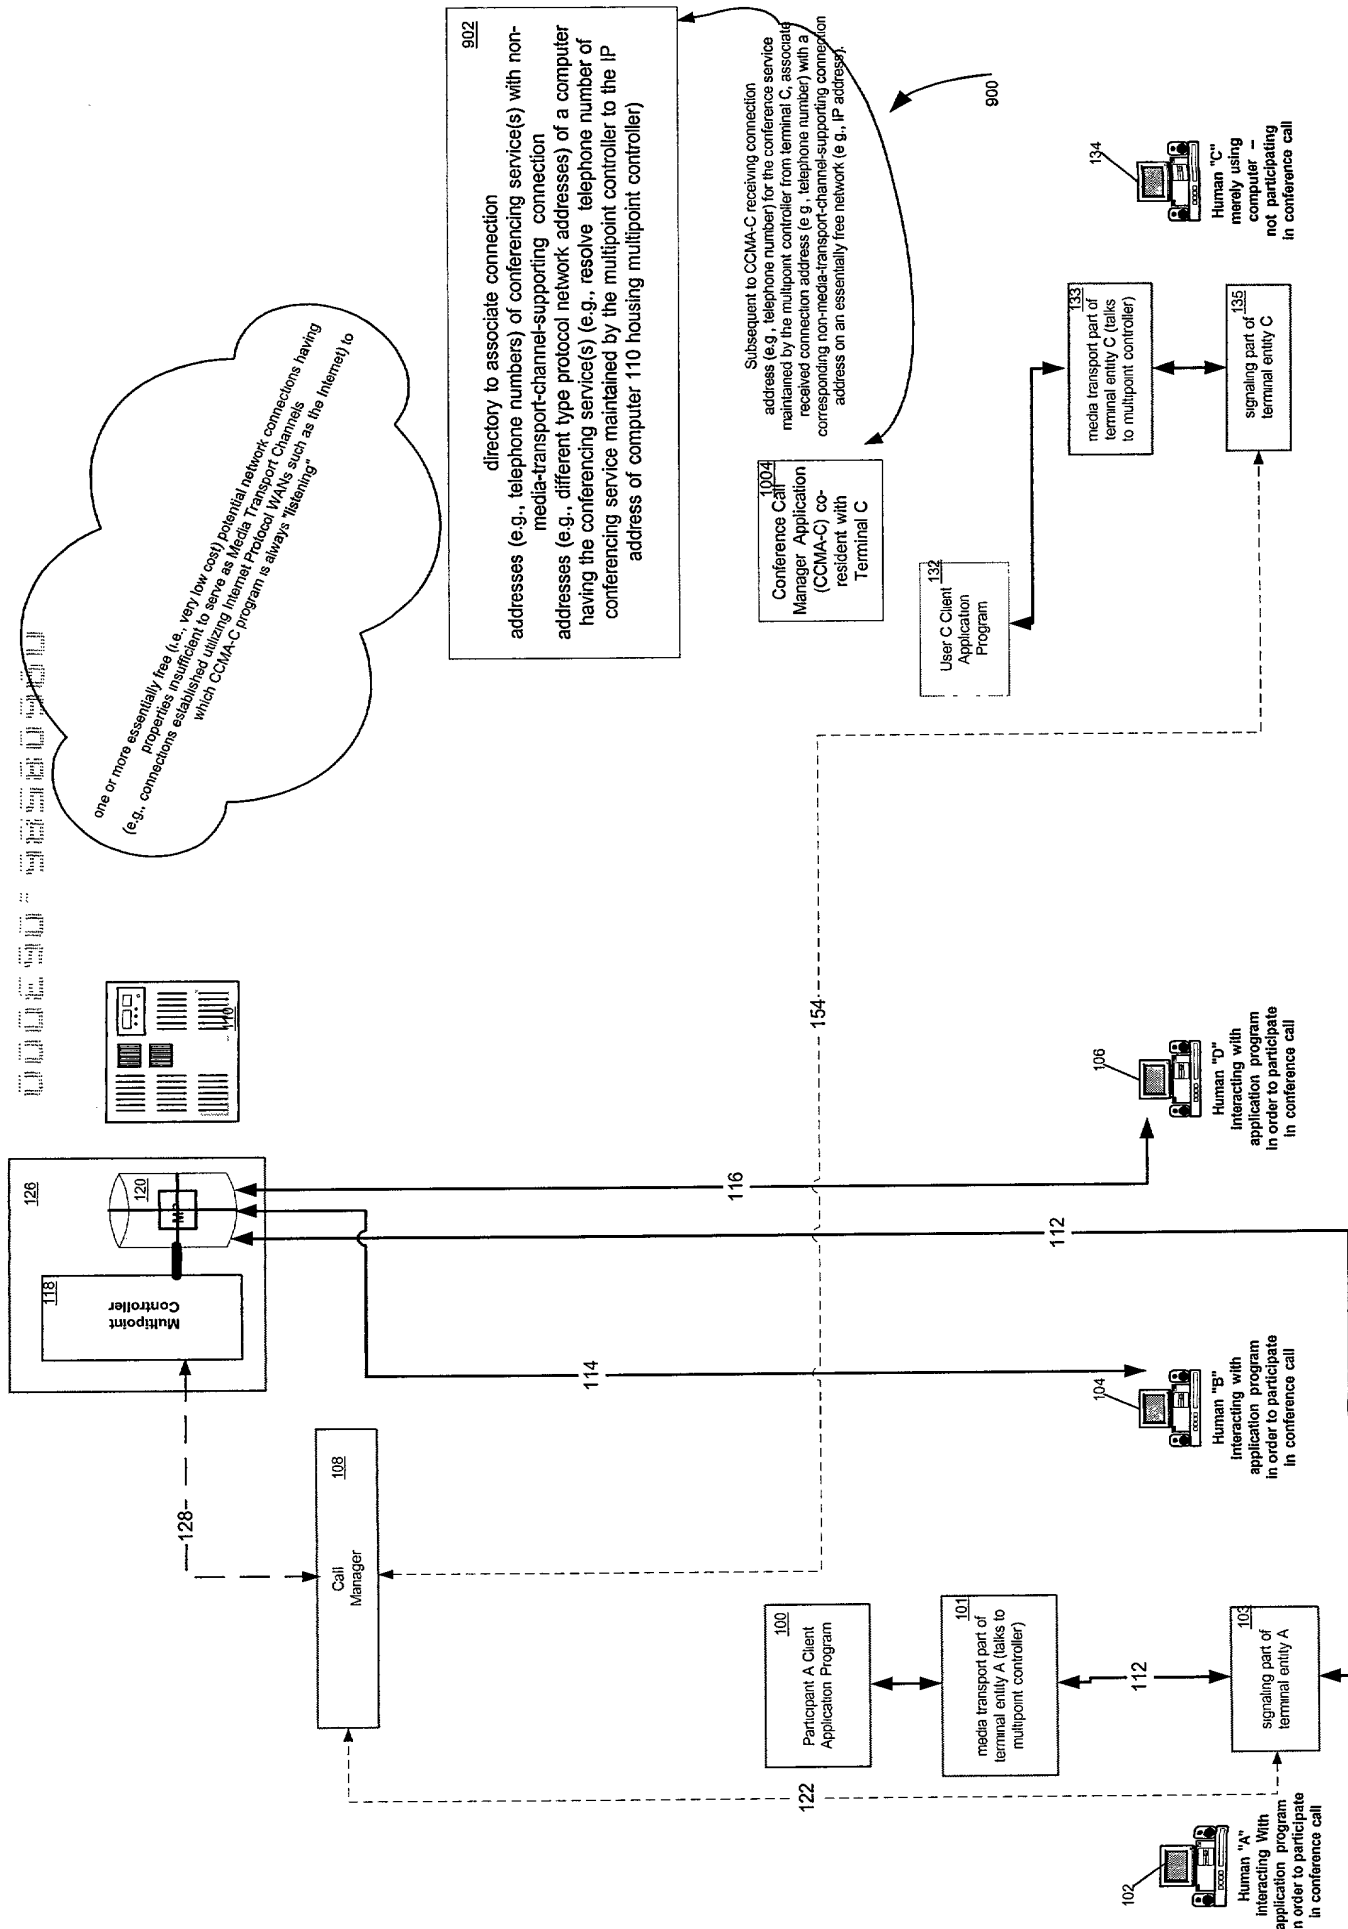 one or more essentially free (i.e., very low cost) potential network connections having
properties insufficient to serve as Media Transport Channels
(e.g., connections established utilizing Internet Protocol WANs such as the Internet) to
which CCMA-C program is always "listening"
902
directory to associate connection
addresses (e.g., telephone numbers) of conferencing service(s) with non-
media-transport-channel-supporting connection
addresses (e.g., different type protocol network addresses) of a computer
having the conferencing service(s) (e.g., resolve telephone number of
conferencing service maintained by the multipoint controller to the IP
address of computer 110 housing multipoint controller)
Subsequent to CCMA-C receiving connection
address (e.g., telephone number) for the conference service
maintained by the multipoint controller from terminal C, associate
received connection address (e g , telephone number) with a
corresponding non-media-transport-channel-supporting connection
address on an essentially free network (e g., IP address).
900
1004
Conference Call
Manager Application
(CCMA-C) co-
resident with
Terminal C
132
User C Client
Application
Program
133
media transport part of
terminal entity C (talks
to multipoint controller)
135
signaling part of
terminal entity C
134
Human "C"
merely using
computer –
not participating
in conference call
110
126
120
MP
118
Multipoint
Controller
128
108
Call
Manager
114
116
112
154
106
Human "D"
Interacting with
application program
in order to participate
in conference call
104
Human "B"
Interacting with
application program
in order to participate
in conference call
100
Participant A Client
Application Program
101
media transport part of
terminal entity A (talks to
multipoint controller)
112
103
signaling part of
terminal entity A
122
102
Human "A"
interacting With
application program
n order to participate
in conference call